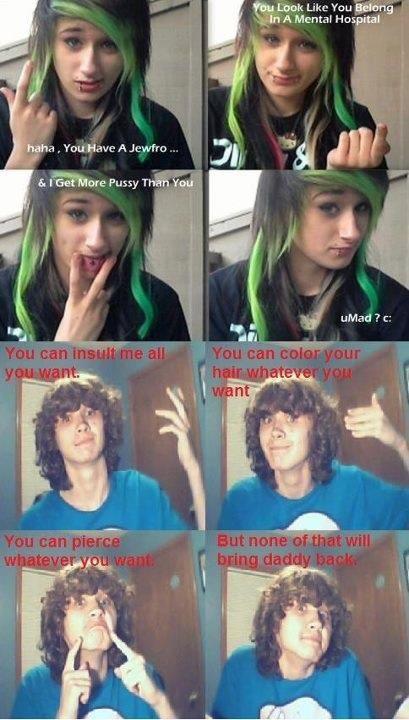 You Look Like You Belong
In A Mental Hospital
haha , You Have A Jewfro ...
& I Get More Pussy Than You
uMad ? c:
You can insult me all
you want.
You can color your
hair whatever you
want
You can pierce
whatever you want.
But none of that will
bring daddy back.